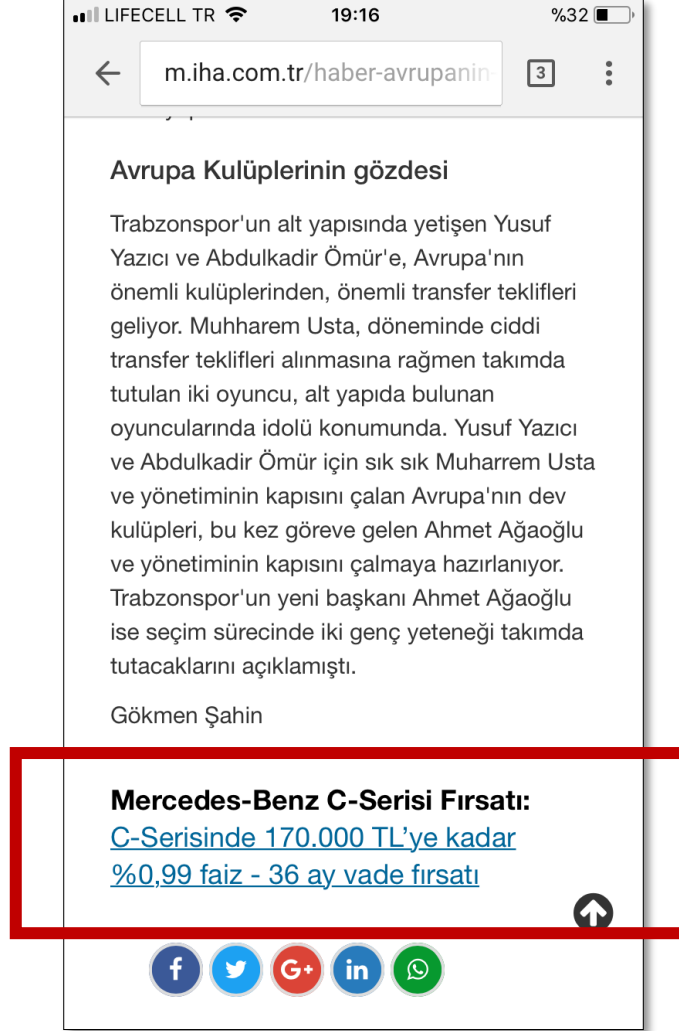 LIFECELL TR 19:16 %32
m.iha.com.tr/haber-avrupanin- 3
Avrupa Kulüplerinin gözdesi
Trabzonspor'un alt yapısında yetişen Yusuf
Yazıcı ve Abdulkadir Ömür'e, Avrupa'nın
önemli kulüplerinden, önemli transfer teklifleri
geliyor. Muhharem Usta, döneminde ciddi
transfer teklifleri alınmasına rağmen takımda
tutulan iki oyuncu, alt yapıda bulunan
oyuncularında idolü konumunda. Yusuf Yazıcı
ve Abdulkadir Ömür için sık sık Muharrem Usta
ve yönetiminin kapısını çalan Avrupa'nın dev
kulüpleri, bu kez göreve gelen Ahmet Ağaoğlu
ve yönetiminin kapısını çalmaya hazırlanıyor.
Trabzonspor'un yeni başkanı Ahmet Ağaoğlu
ise seçim sürecinde iki genç yeteneği takımda
tutacaklarını açıklamıştı.
Gökmen Şahin
Mercedes-Benz C-Serisi Fırsatı:
C-Serisinde 170.000 TL’ye kadar
%0,99 faiz - 36 ay vade fırsatı
f G+ in